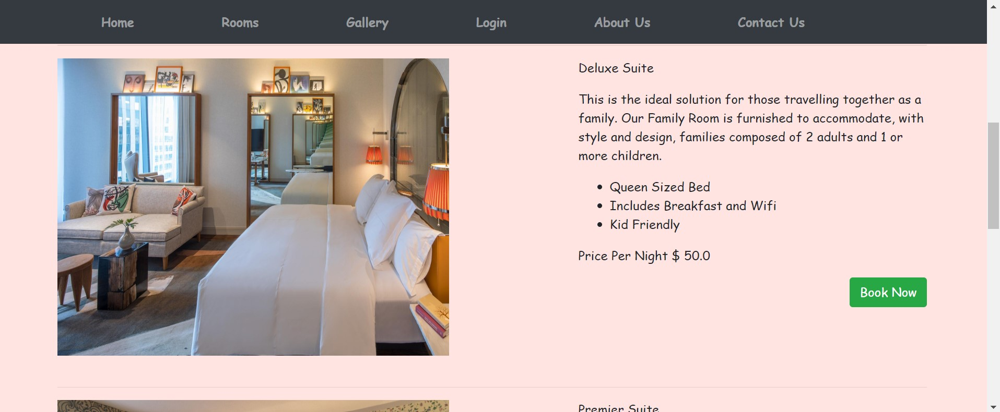 Home Rooms Gallery Login About Us Contact Us
Deluxe Suite
This is the ideal solution for those travelling together as a
family. Our Family Room is furnished to accommodate, with
style and design, families composed of 2 adults and 1 or
more children.
Queen Sized Bed
Includes Breakfast and Wifi
Kid Friendly
Price Per Night $ 50.0
Book Now
Premier Suite